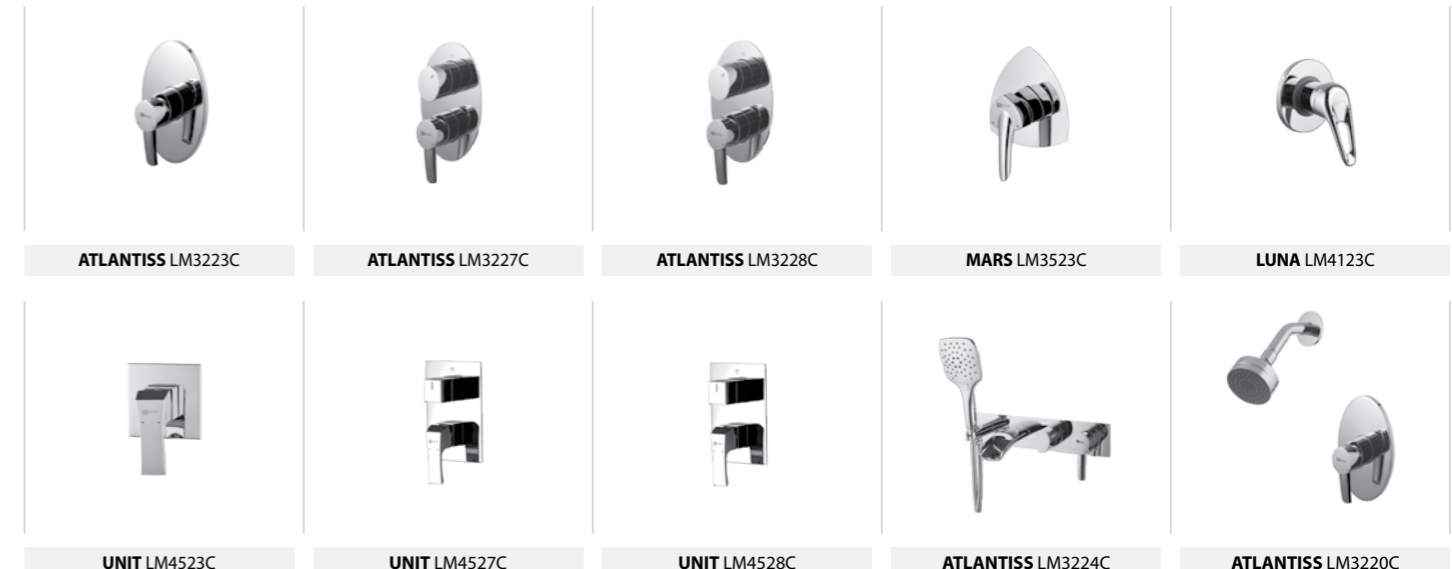 ATLANTISS LM3223C
ATLANTISS LM3227C
ATLANTISS LM3228C
MARS LM3523C
LUNA LM4123C
UNIT LM4523C
UNIT LM4527C
UNIT LM4528C
ATLANTISS LM3224C
ATLANTISS LM3220C